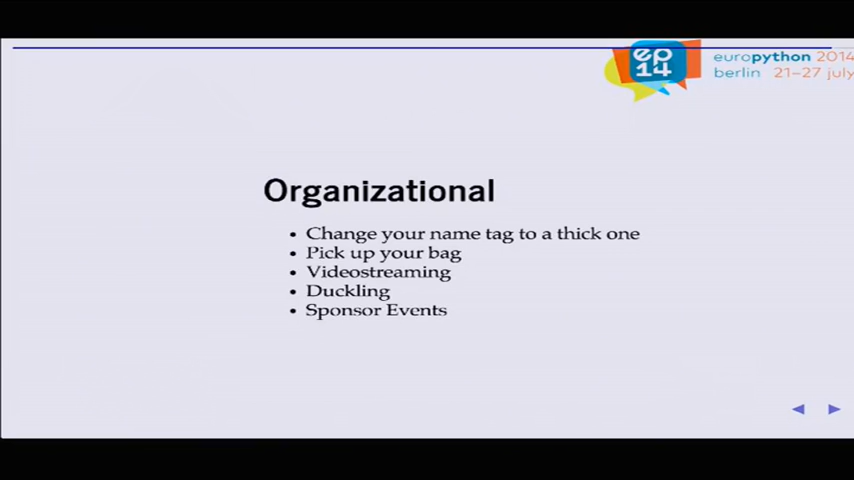 ep
14
europython 2014
berlin 21–27 july
Organizational
• Change your name tag to a thick one
• Pick up your bag
• Videostreaming
• Duckling
• Sponsor Events